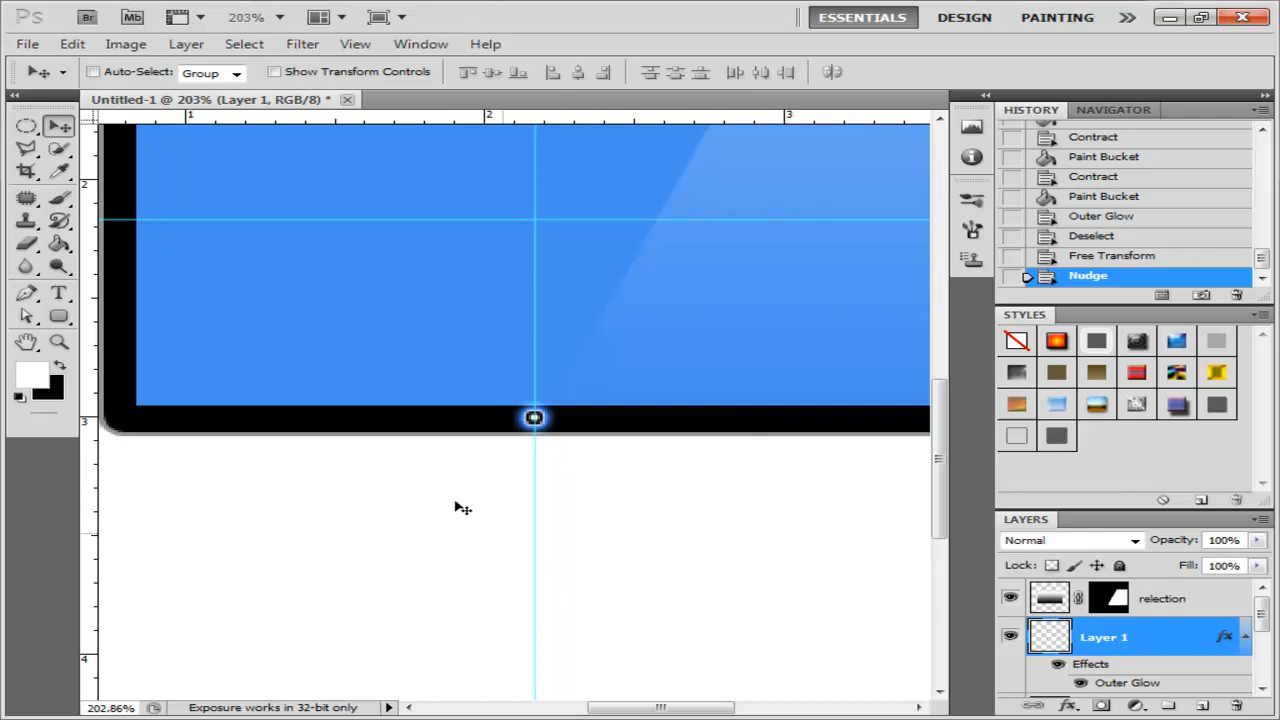 Ps Br Mb 203% ESSENTIALS DESIGN PAINTING
File Edit Image Layer Select Filter View Window Help
Auto-Select: Group Show Transform Controls
Untitled-1 @ 203% (Layer 1, RGB/8) *
HISTORY NAVIGATOR
1 2 3
Contract
Paint Bucket
Contract
2
Paint Bucket
Outer Glow
Deselect
Free Transform
Nudge
STYLES
3
LAYERS
Normal Opacity: 100%
Lock: Fill: 100%
relection
Layer 1 fx
4
Effects
Outer Glow
202.86% Exposure works in 32-bit only fx